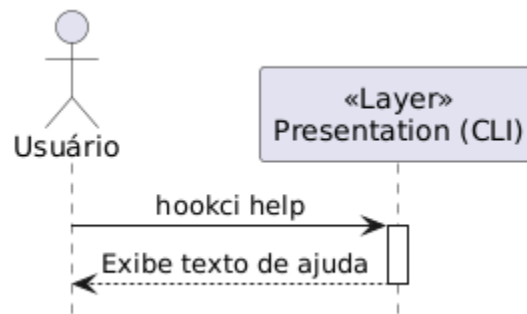 Usuário
«Layer»
Presentation (CLI)
hookci help
Exibe texto de ajuda